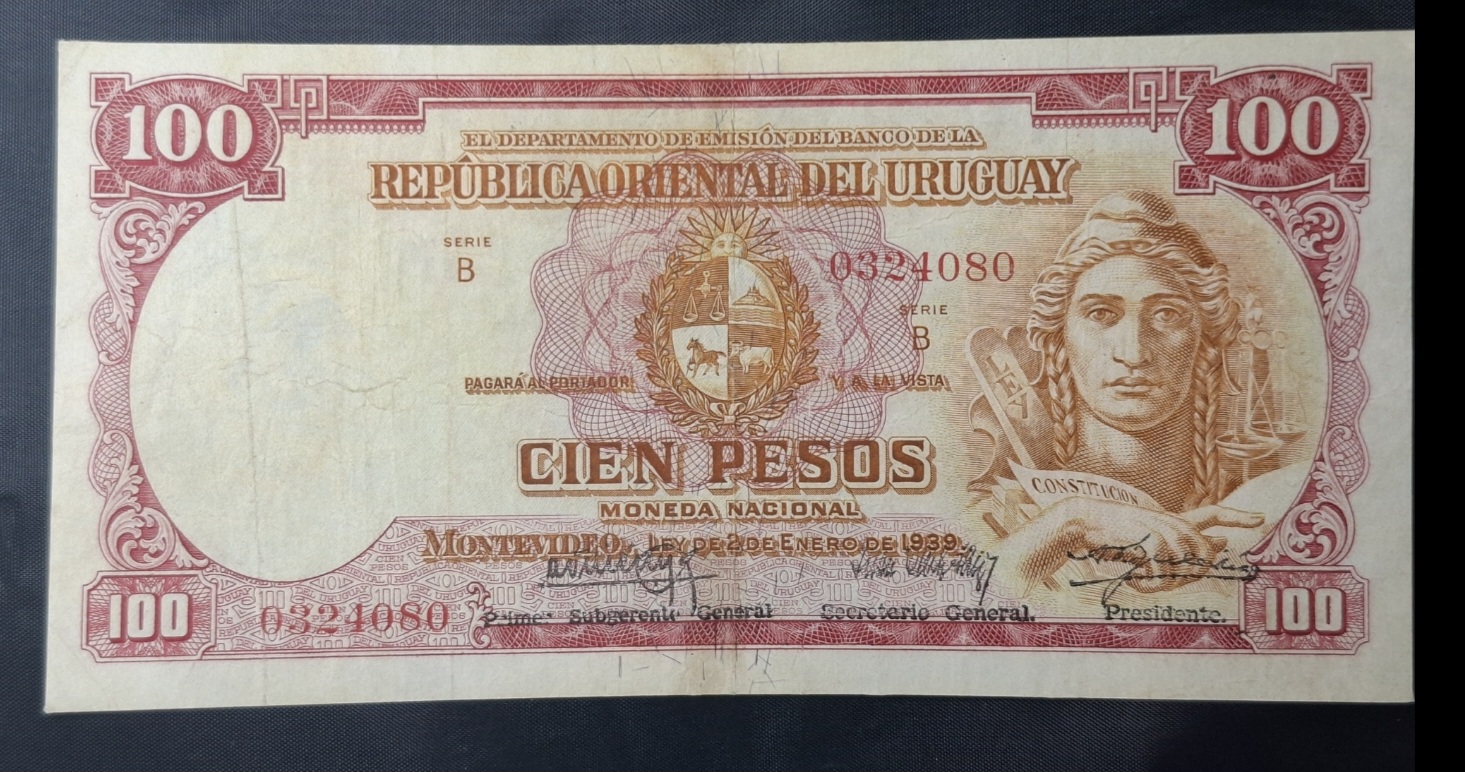 100
100
EL DEPARTAMENTO DE EMISIÓN DEL BANCO DE LA
REPÚBLICA ORIENTAL DEL URUGUAY
SERIE
B
0324080
SERIE
B
LEY
PAGARÁ AL PORTADOR
Y A LA VISTA
CIEN PESOS
CONSTITUCION
MONEDA NACIONAL
MONTEVIDEO, LEY DE 2 DE ENERO DE 1939.
100
0324080
Primer Subgerente General
Secretario General.
Presidente.
100